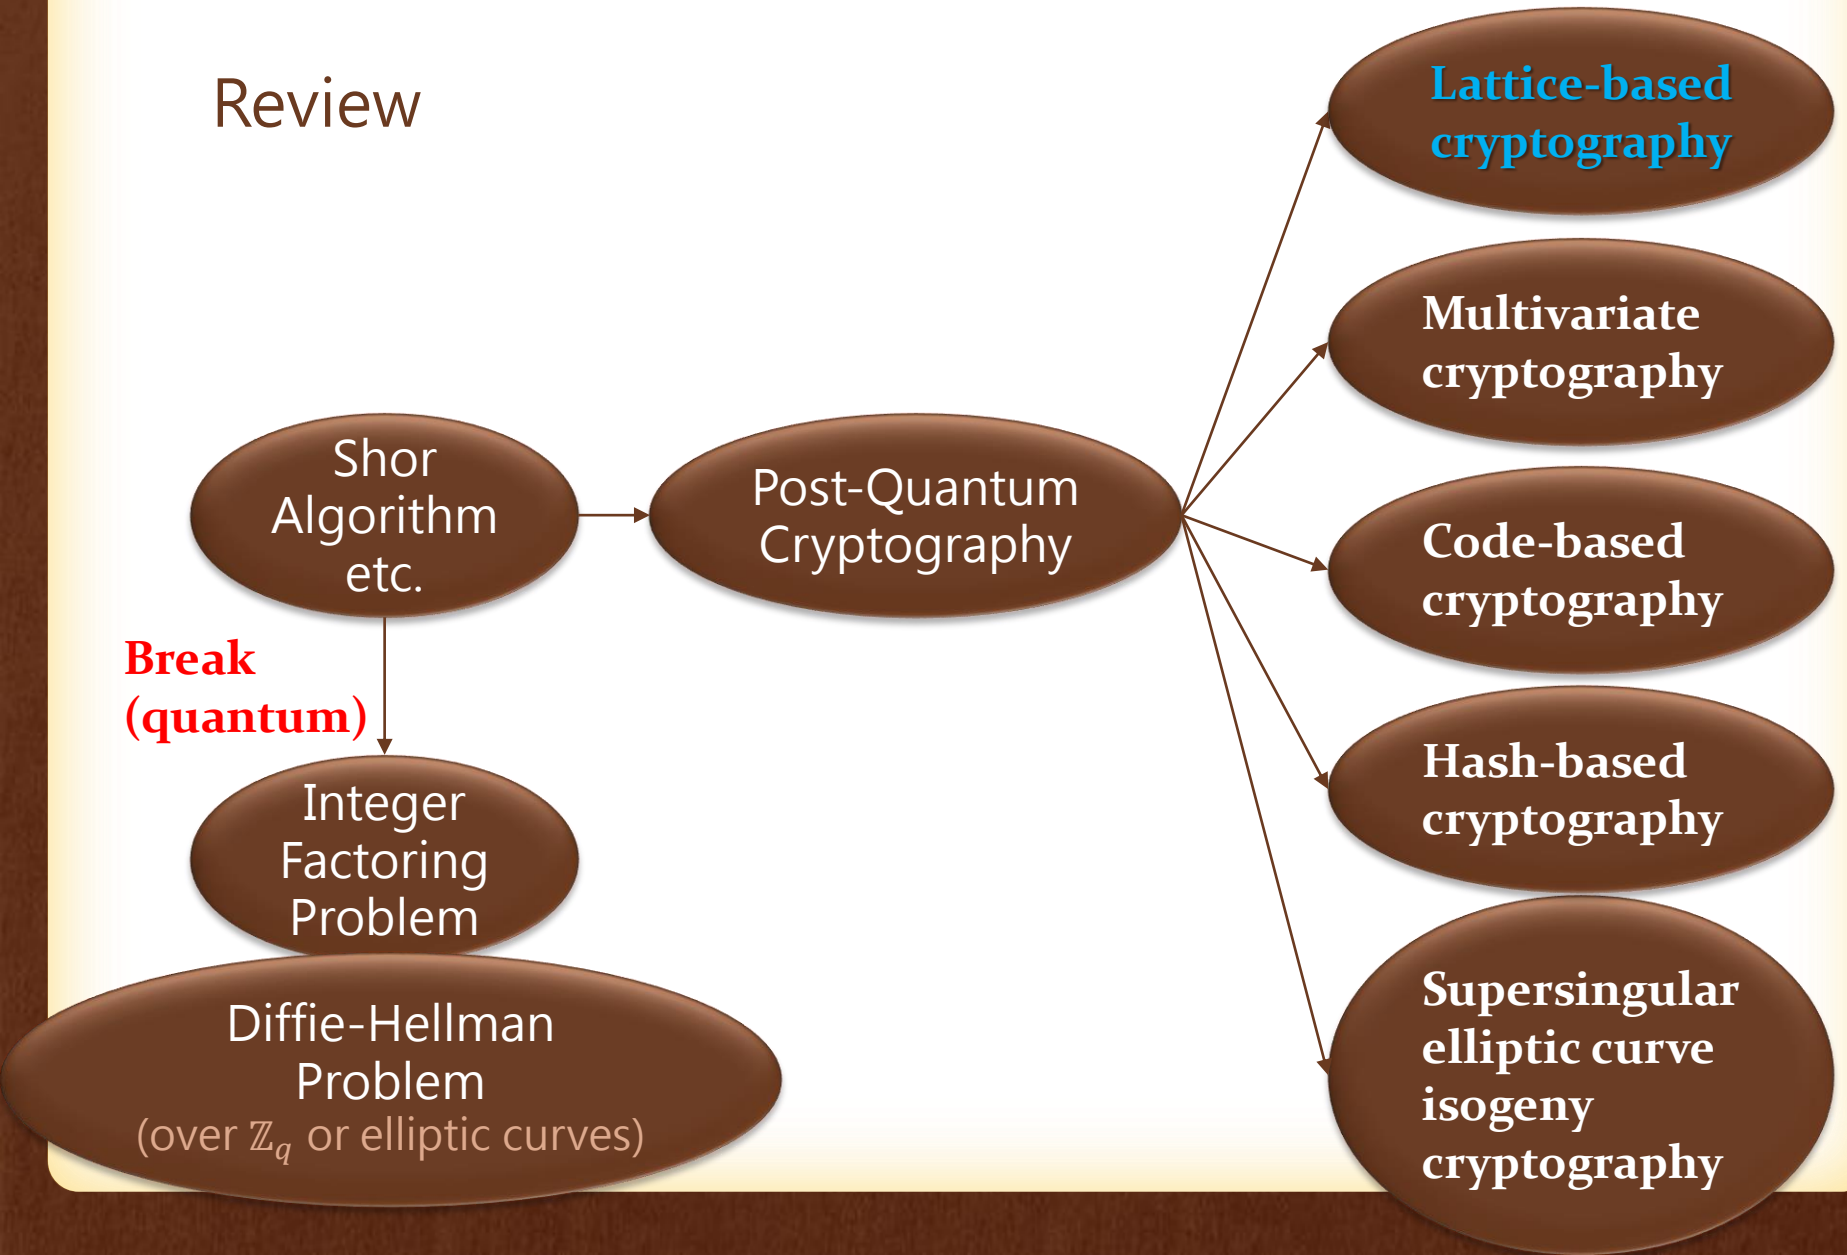 Review
Shor
Algorithm
etc.
Break
(quantum)
Integer
Factoring
Problem
Diffie-Hellman
Problem
(over ℤ_q or elliptic curves)
Post-Quantum
Cryptography
Lattice-based
cryptography
Multivariate
cryptography
Code-based
cryptography
Hash-based
cryptography
Supersingular
elliptic curve
isogeny
cryptography